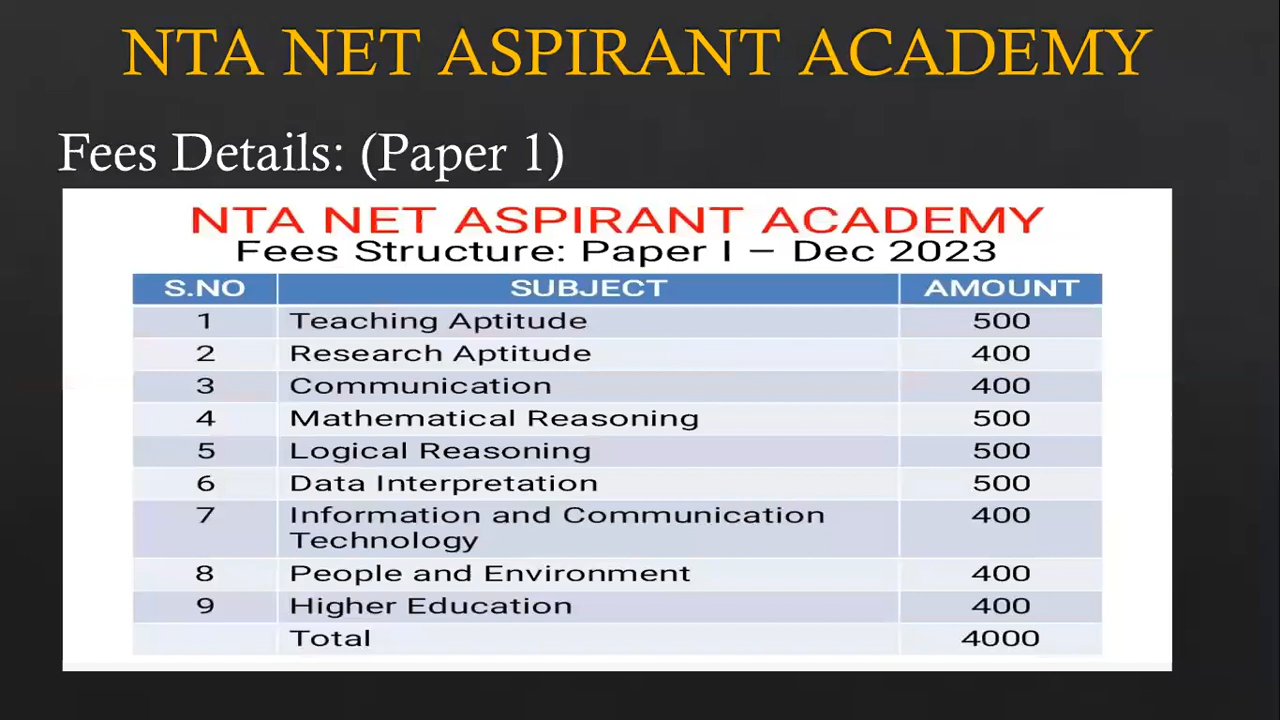 NTA NET ASPIRANT ACADEMY
Fees Details: (Paper 1)
NTA NET ASPIRANT ACADEMY
Fees Structure: Paper I – Dec 2023
S.NO SUBJECT AMOUNT
1 Teaching Aptitude 500
2 Research Aptitude 400
3 Communication 400
4 Mathematical Reasoning 500
5 Logical Reasoning 500
6 Data Interpretation 500
7 Information and Communication 400
Technology
8 People and Environment 400
9 Higher Education 400
Total 4000